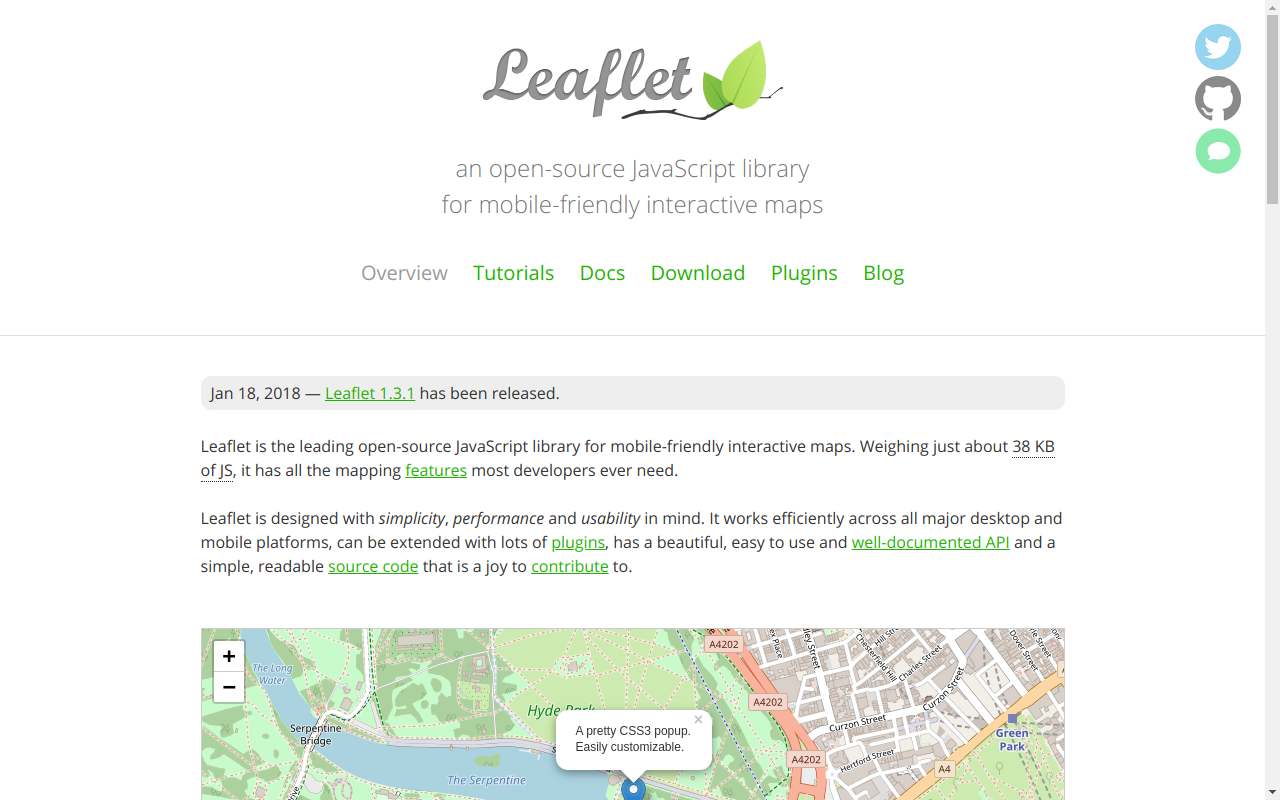 Leaflet
an open-source JavaScript library
for mobile-friendly interactive maps
Overview Tutorials Docs Download Plugins Blog
Jan 18, 2018 — Leaflet 1.3.1 has been released.
Leaflet is the leading open-source JavaScript library for mobile-friendly interactive maps. Weighing just about 38 KB
of JS, it has all the mapping features most developers ever need.
Leaflet is designed with simplicity, performance and usability in mind. It works efficiently across all major desktop and
mobile platforms, can be extended with lots of plugins, has a beautiful, easy to use and well-documented API and a
simple, readable source code that is a joy to contribute to.
+
−
The Long
Water
Serpentine
Bridge
The Serpentine
Hyde Park
×
A pretty CSS3 popup.
Easily customizable.
A4202
A4202
A4202
Chesterfield Hill
Charles Street
Curzon Street
Curzon Street
Hertford Street
Dover Street
Green
Park
A4